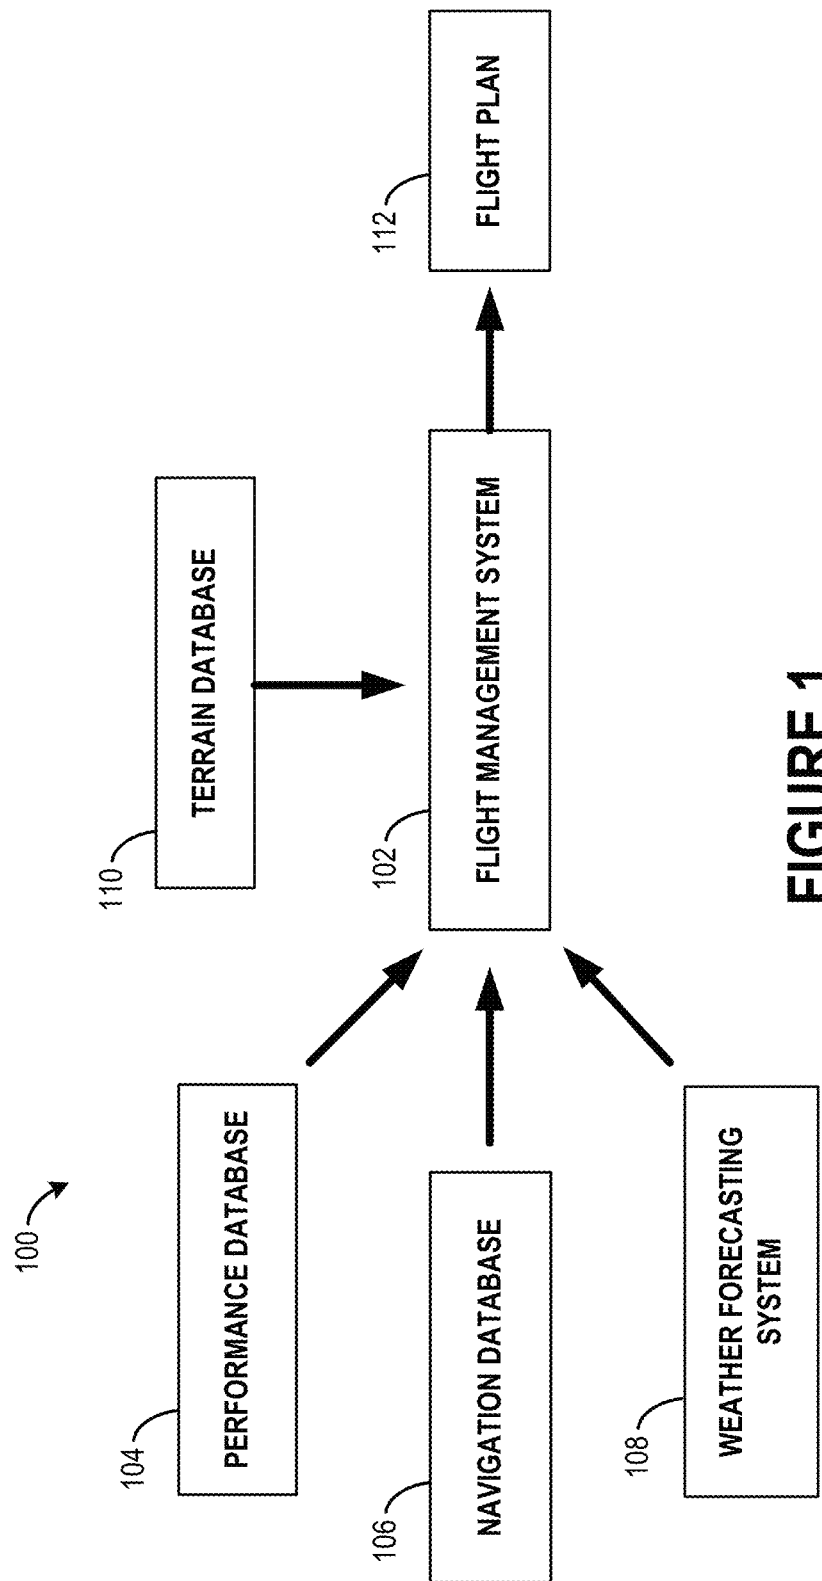 100
104
PERFORMANCE DATABASE
110
TERRAIN DATABASE
106
NAVIGATION DATABASE
102
FLIGHT MANAGEMENT SYSTEM
112
FLIGHT PLAN
108
WEATHER FORECASTING
SYSTEM
FIGURE 1